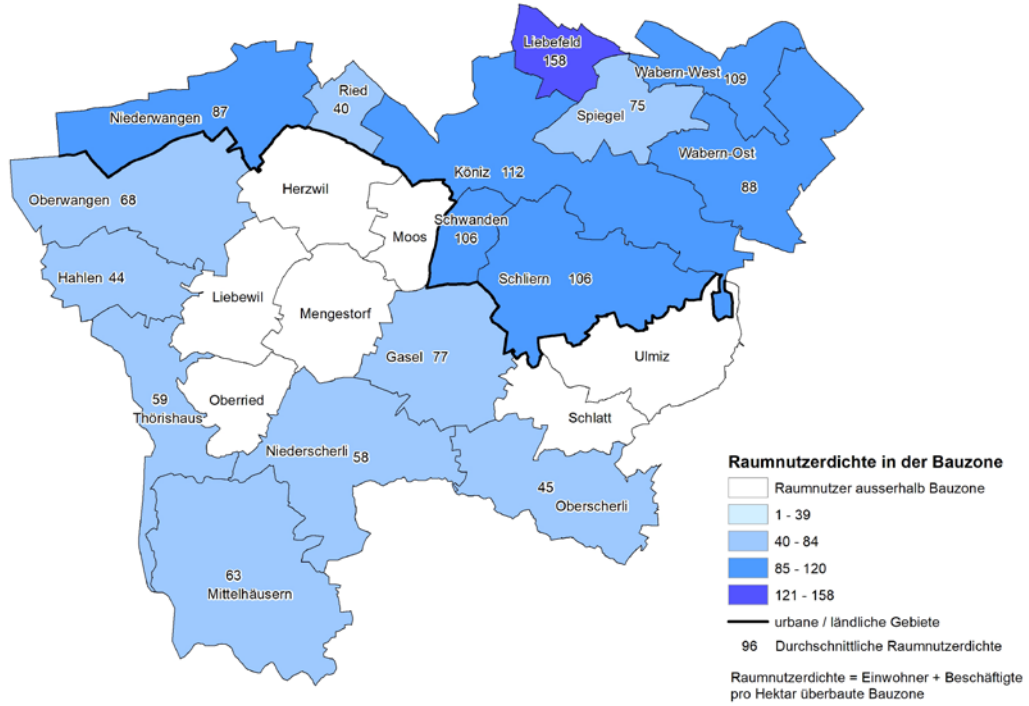 Liebefeld
158
Wabern-West 109
Ried
40
Niederwangen 87
Spiegel 75
Wabern-Ost
88
Köniz 112
Herzwil
Oberwangen 68
Schwanden
106
Moos
Hahlen 44
Schliern 106
Liebewil
Mengestorf
Gasel 77
Ulmiz
59
Thörishaus
Oberried
Schlatt
Niederscherli 58
45
Oberscherli
63
Mittelhäusern
Raumnutzerdichte in der Bauzone
Raumnutzer ausserhalb Bauzone
1 - 39
40 - 84
85 - 120
121 - 158
urbane / ländliche Gebiete
96 Durchschnittliche Raumnutzerdichte
Raumnutzerdichte = Einwohner + Beschäftigte
pro Hektar überbaute Bauzone